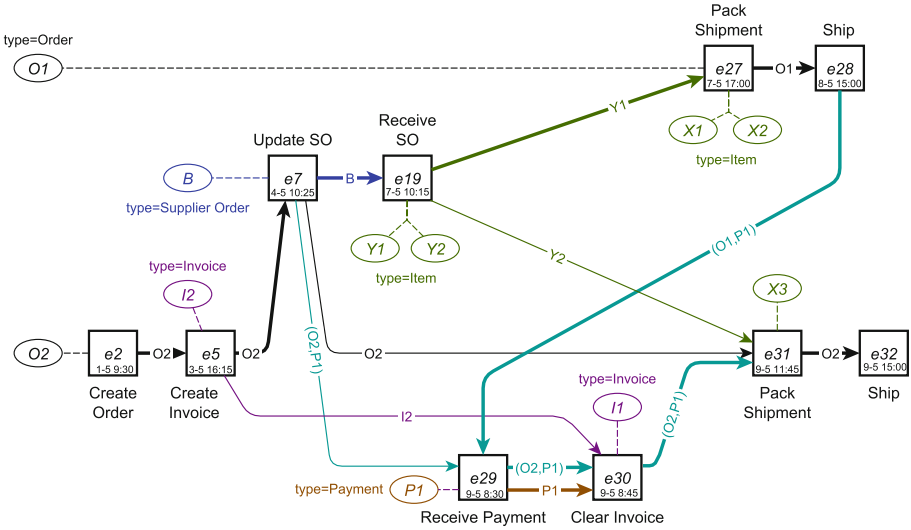 Pack
Shipment
Ship
type=Order
O1
e27
7-5 17:00
O1
e28
8-5 15:00
Y1
X1
X2
type=Item
Update SO
Receive
SO
B
e7
4-5 10:25
B
e19
7-5 10:15
type=Supplier Order
Y1
Y2
type=Item
(O1,P1)
Y2
type=Invoice
I2
X3
O2
e2
1-5 9:30
O2
e5
3-5 16:15
O2
(O2,P1)
O2
e31
9-5 11:45
O2
e32
9-5 15:00
Create
Order
Create
Invoice
Pack
Shipment
Ship
type=Invoice
I1
I2
(O2,P1)
type=Payment
P1
e29
9-5 8:30
(O2,P1)
P1
e30
9-5 8:45
Receive Payment
Clear Invoice